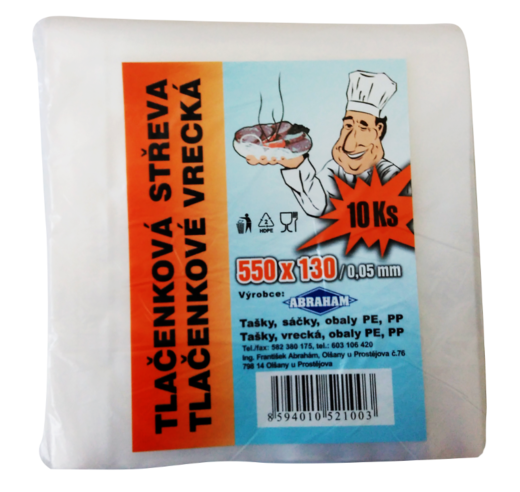 TLAČENKOVÁ STŘEVA
TLAČENKOVÉ VRECKÁ
10 Ks
HDPE
550 x 130 / 0,05 mm
Výrobce:
ABRAHAM
Tašky, sáčky, obaly PE, PP
Tašky, vrecká, obaly PE, PP
Tel./fax: 582 380 175, tel.: 603 106 420
Ing. František Abrahám, Olšany u Prostějova č.76
798 14 Olšany u Prostějova
8 594010 521003